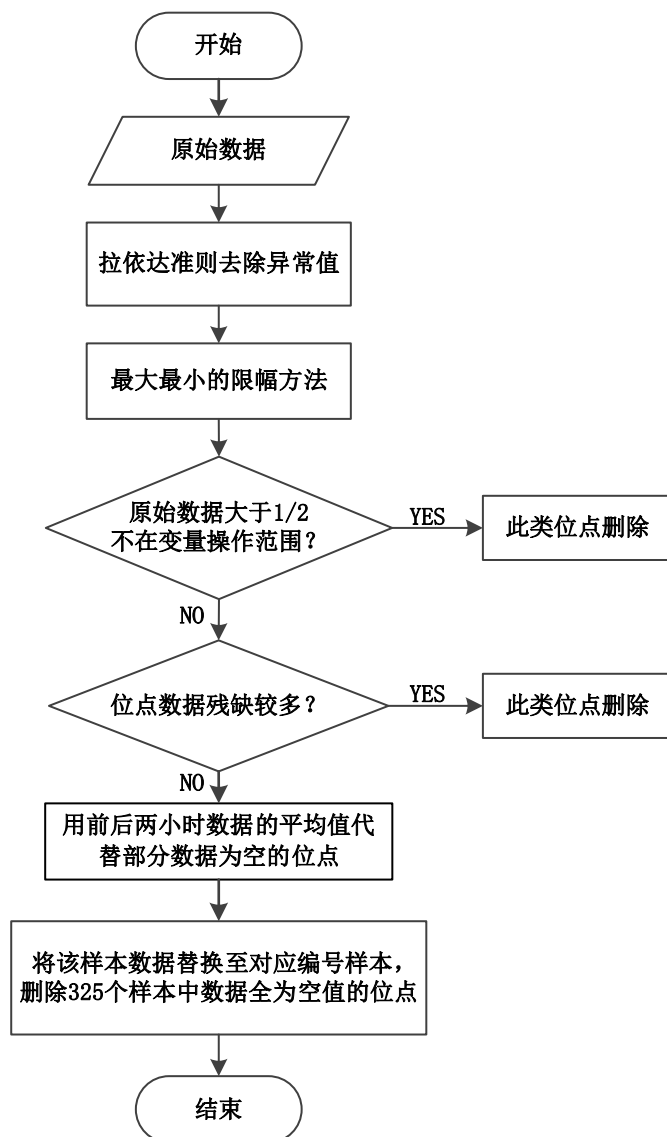 开始
原始数据
拉依达准则去除异常值
最大最小的限幅方法
原始数据大于1/2
不在变量操作范围?
YES
此类位点删除
NO
位点数据残缺较多?
YES
此类位点删除
NO
用前后两小时数据的平均值代
替部分数据为空的位点
将该样本数据替换至对应编号样本，
删除325个样本中数据全为空值的位点
结束